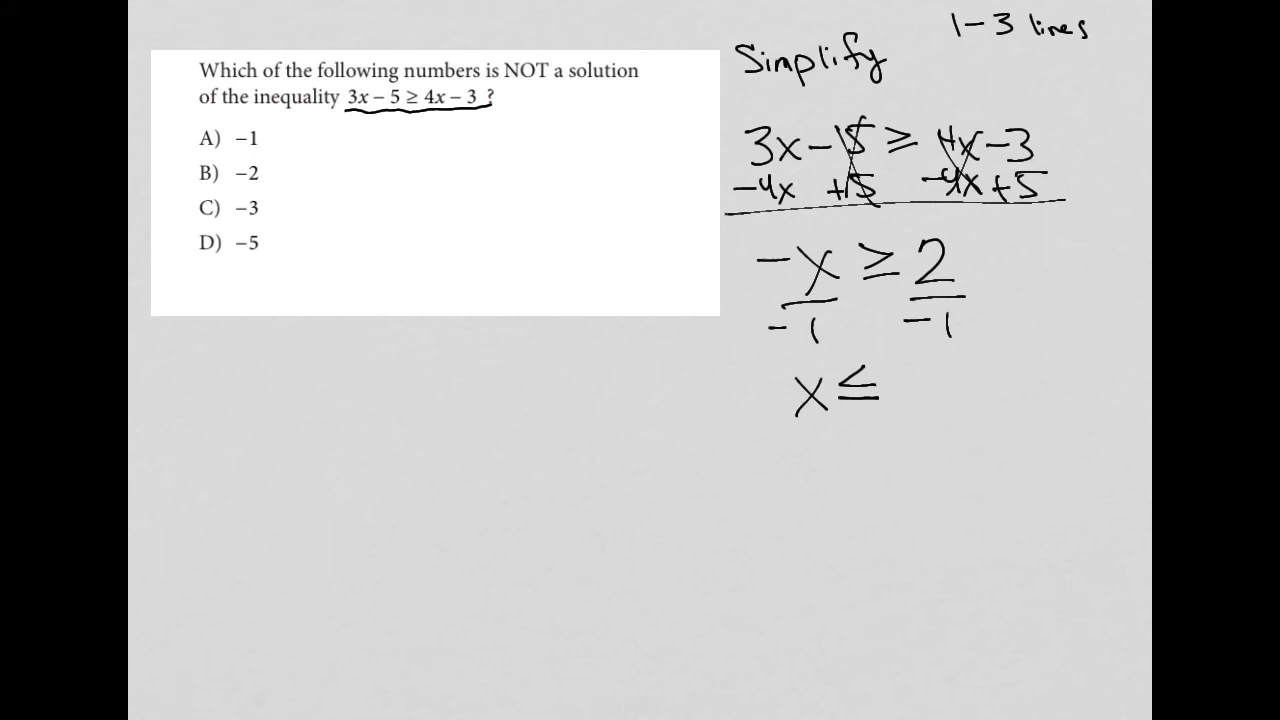 Which of the following numbers is NOT a solution
of the inequality 3x − 5 ≥ 4x − 3 ?
A) −1
B) −2
C) −3
D) −5
1 − 3 lines
Simplify
3x − 5 ≥ 4x − 3
−4x +5 −4x +5
−x ≥ 2
−1 −1
x ≤